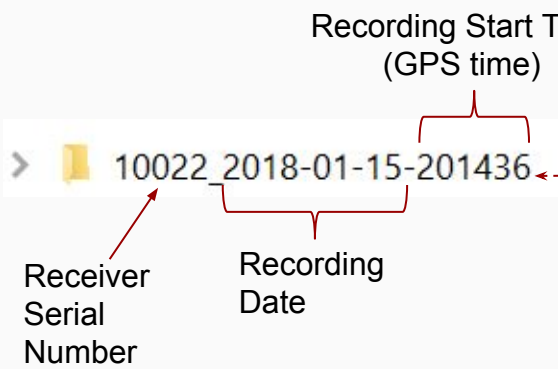 Recording Start T
(GPS time)
10022_2018-01-15-201436
Receiver
Serial
Number
Recording
Date